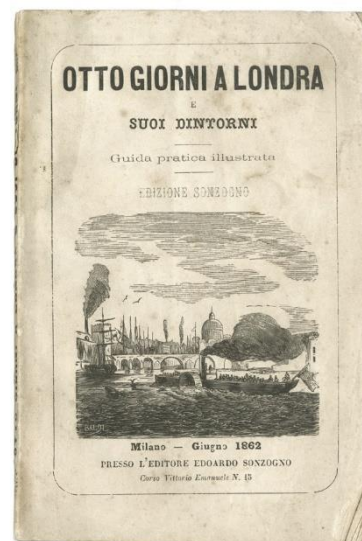 OTTO GIORNI A LONDRA
E
SUOI DINTORNI
Guida pratica illustrata
EDIZIONE SONZOGNO
Milano — Giugno 1862
PRESSO L'EDITORE EDOARDO SONZOGNO
Corso Vittorio Emanuele N. 15